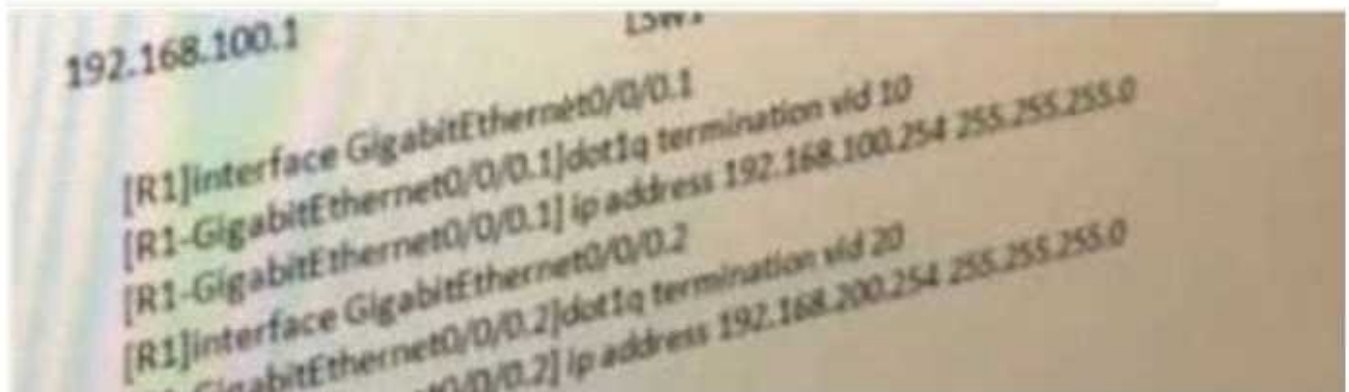 192.168.100.1
LSW1
[R1]interface GigabitEthernet0/0/0.1
[R1-GigabitEthernet0/0/0.1]dot1q termination vid 10
[R1-GigabitEthernet0/0/0.1] ip address 192.168.100.254 255.255.255.0
[R1]interface GigabitEthernet0/0/0.2
GigabitEthernet0/0/0.2]dot1q termination vid 20
0/0/0.2] ip address 192.168.200.254 255.255.255.0